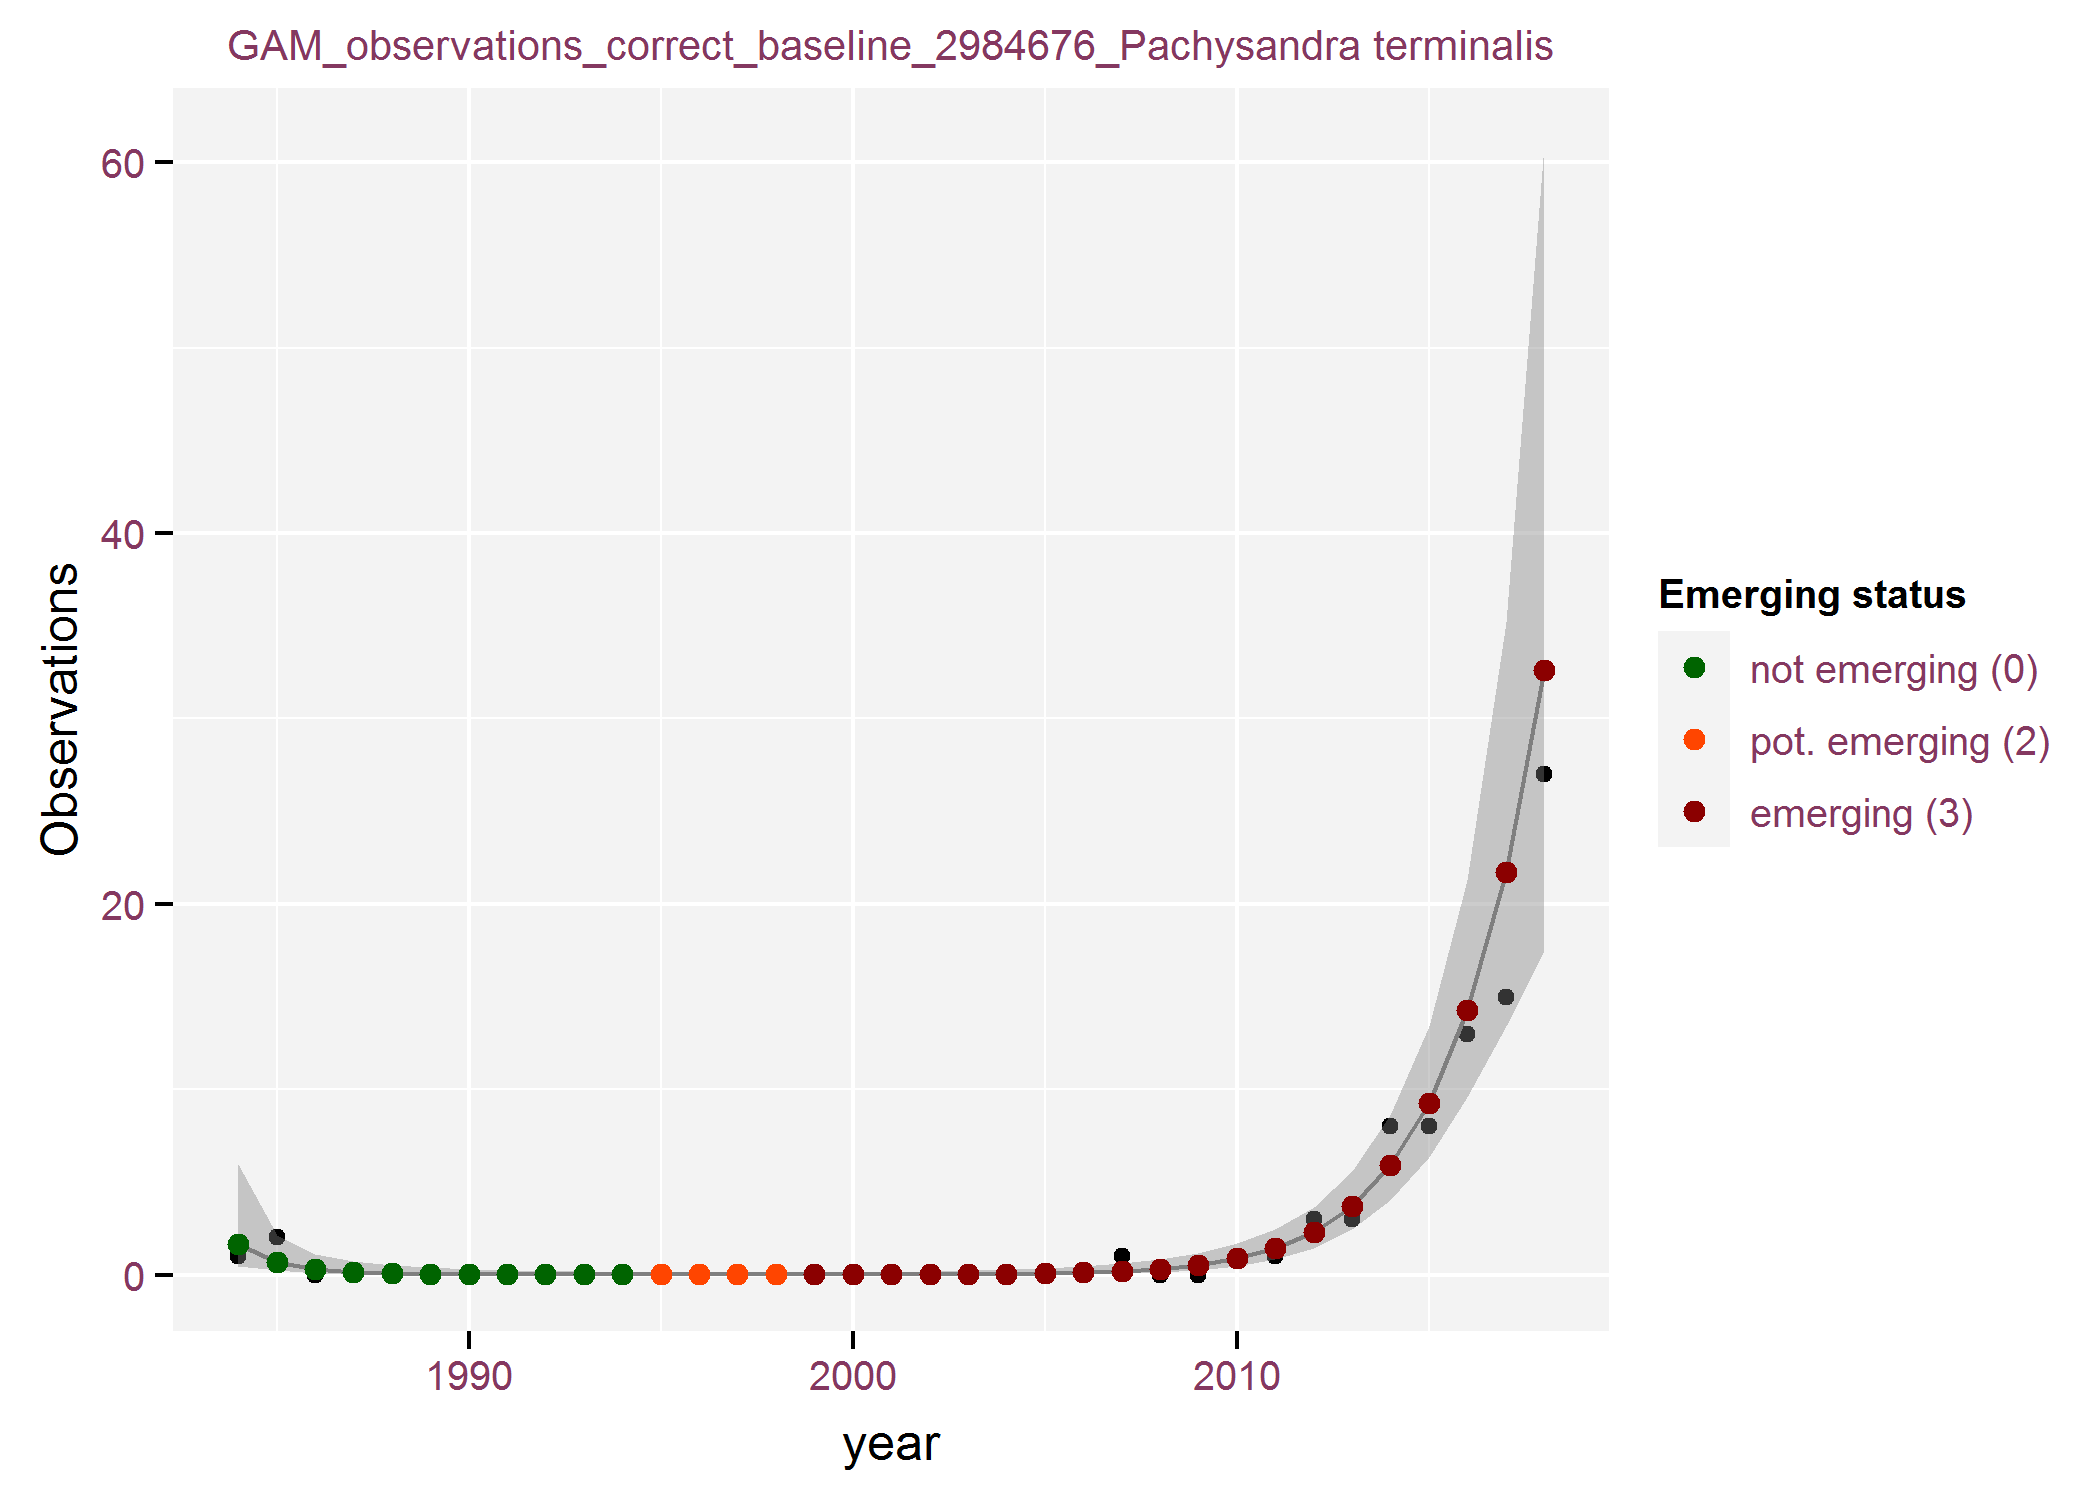 GAM_observations_correct_baseline_2984676_Pachysandra terminalis
60
40
20
0
Observations
1990
2000
2010
year
Emerging status
not emerging (0)
pot. emerging (2)
emerging (3)